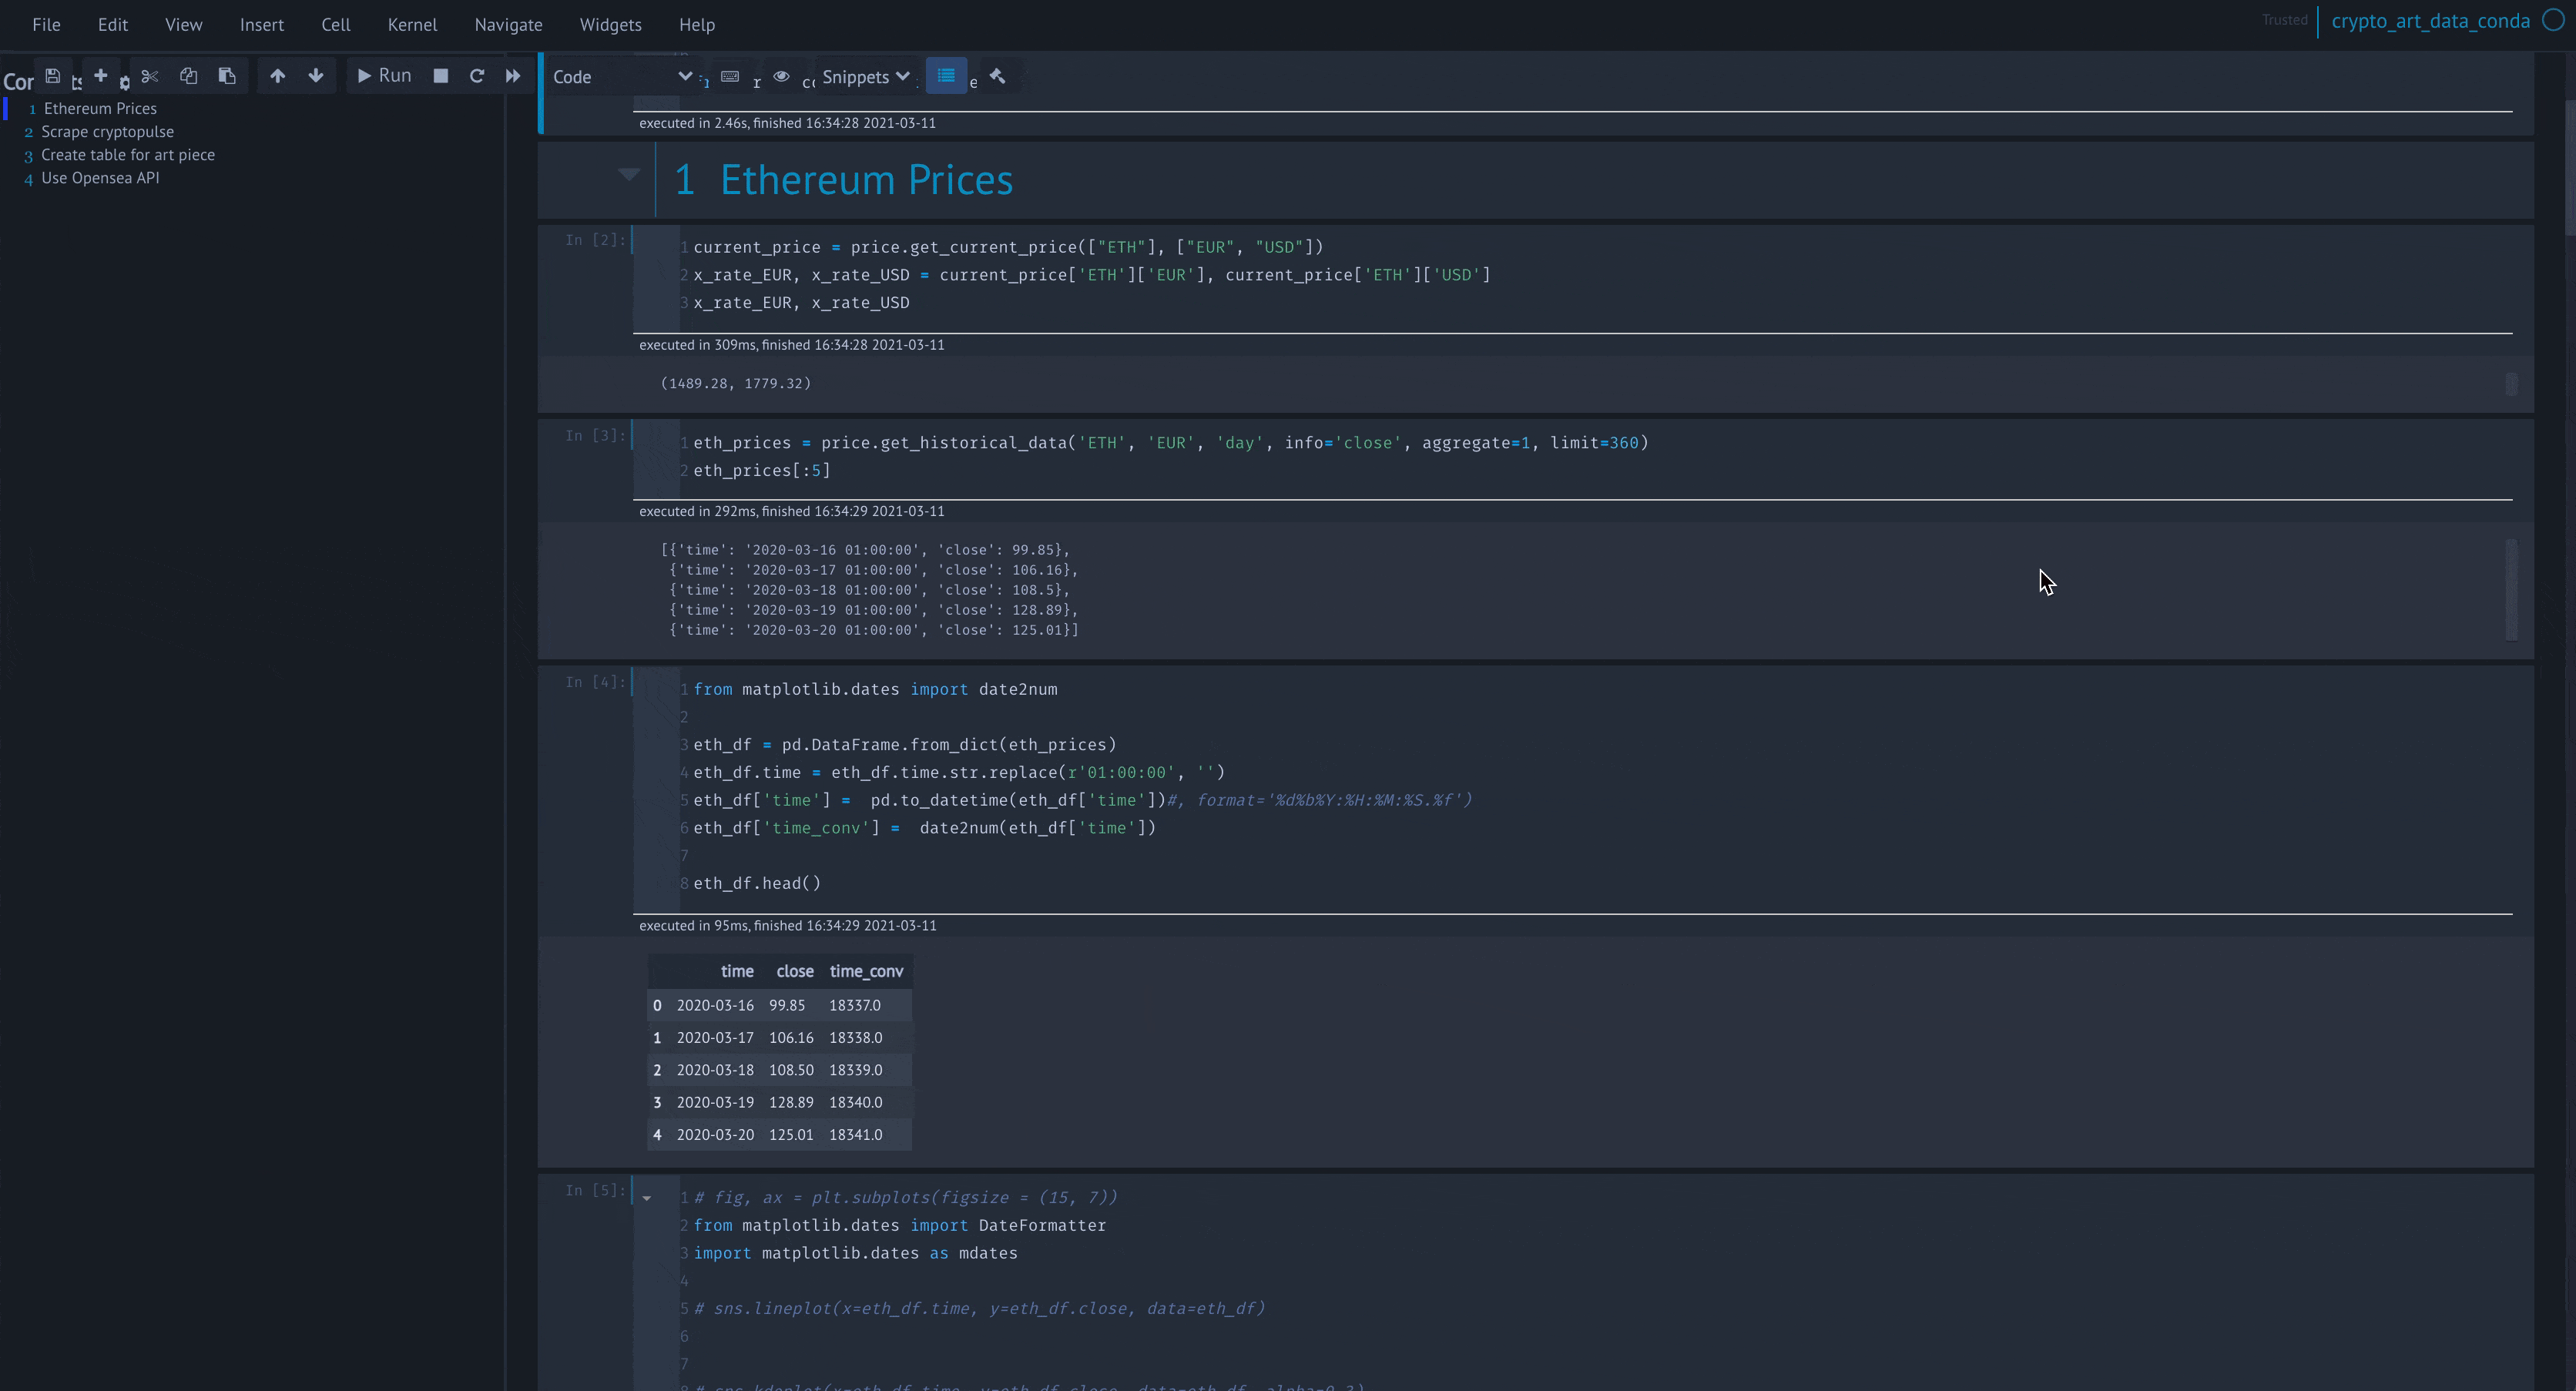 File Edit View Insert Cell Kernel Navigate Widgets Help
Trusted crypto_art_data_conda
Run Code Snippets
1 Ethereum Prices
2 Scrape cryptopulse
3 Create table for art piece
4 Use Opensea API
executed in 2.46s, finished 16:34:28 2021-03-11
1 Ethereum Prices
In [2]:
1 current_price = price.get_current_price(["ETH"], ["EUR", "USD"])
2 x_rate_EUR, x_rate_USD = current_price['ETH']['EUR'], current_price['ETH']['USD']
3 x_rate_EUR, x_rate_USD
executed in 309ms, finished 16:34:28 2021-03-11
(1489.28, 1779.32)
In [3]:
1 eth_prices = price.get_historical_data('ETH', 'EUR', 'day', info='close', aggregate=1, limit=360)
2 eth_prices[:5]
executed in 292ms, finished 16:34:29 2021-03-11
[{'time': '2020-03-16 01:00:00', 'close': 99.85},
{'time': '2020-03-17 01:00:00', 'close': 106.16},
{'time': '2020-03-18 01:00:00', 'close': 108.5},
{'time': '2020-03-19 01:00:00', 'close': 128.89},
{'time': '2020-03-20 01:00:00', 'close': 125.01}]
In [4]:
1 from matplotlib.dates import date2num
2
3 eth_df = pd.DataFrame.from_dict(eth_prices)
4 eth_df.time = eth_df.time.str.replace(r'01:00:00', '')
5 eth_df['time'] =  pd.to_datetime(eth_df['time'])#, format='%d%b%Y:%H:%M:%S.%f')
6 eth_df['time_conv'] =  date2num(eth_df['time'])
7
8 eth_df.head()
executed in 95ms, finished 16:34:29 2021-03-11
time close time_conv
0 2020-03-16 99.85 18337.0
1 2020-03-17 106.16 18338.0
2 2020-03-18 108.50 18339.0
3 2020-03-19 128.89 18340.0
4 2020-03-20 125.01 18341.0
In [5]:
1 # fig, ax = plt.subplots(figsize = (15, 7))
2 from matplotlib.dates import DateFormatter
3 import matplotlib.dates as mdates
4
5 # sns.lineplot(x=eth_df.time, y=eth_df.close, data=eth_df)
6
7